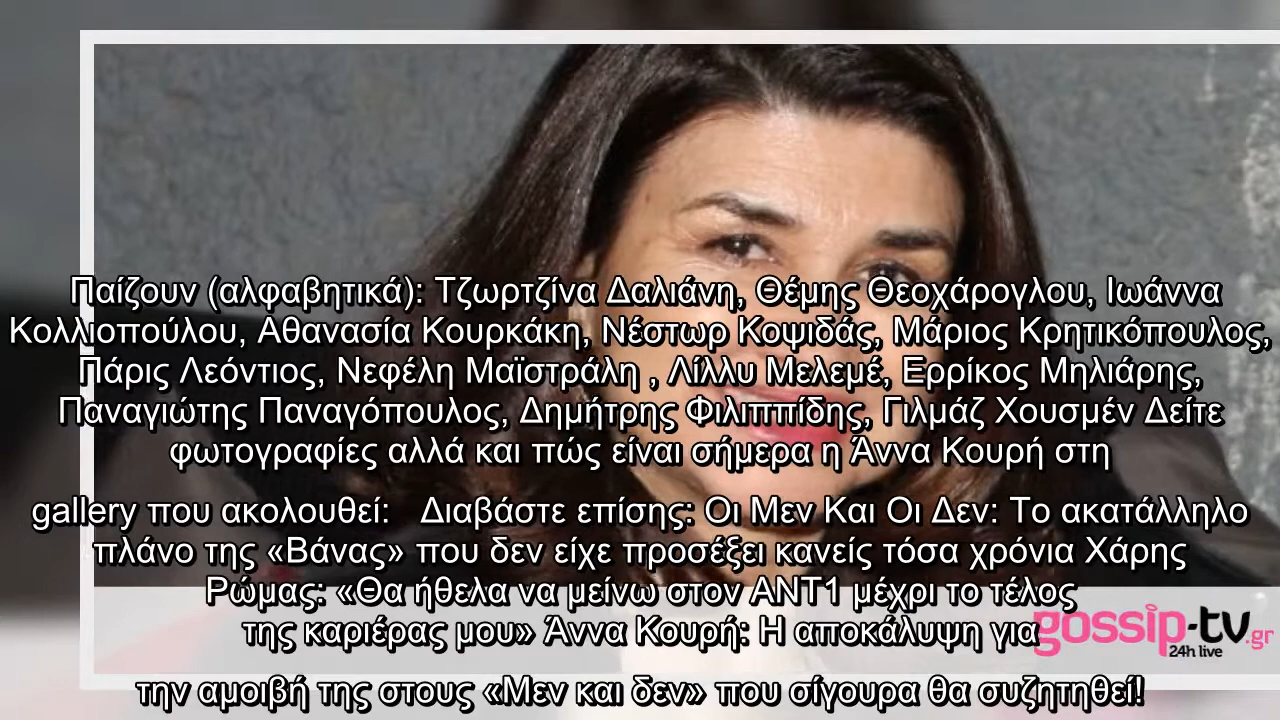 Παίζουν (αλφαβητικά): Τζωρτζίνα Δαλιάνη, Θέμης Θεοχάρογλου, Ιωάννα
Κολλιοπούλου, Αθανασία Κουρκάκη, Νέστωρ Κοψιδάς, Μάριος Κρητικόπουλος,
Πάρις Λεόντιος, Νεφέλη Μαϊστράλη , Λίλλυ Μελεμέ, Ερρίκος Μηλιάρης,
Παναγιώτης Παναγόπουλος, Δημήτρης Φιλιππίδης, Γιλμάζ Χουσμέν Δείτε
φωτογραφίες αλλά και πώς είναι σήμερα η Άννα Κουρή στη
gallery που ακολουθεί:   Διαβάστε επίσης: Οι Μεν Και Οι Δεν: Το ακατάλληλο
πλάνο της «Βάνας» που δεν είχε προσέξει κανείς τόσα χρόνια Χάρης
Ρώμας: «Θα ήθελα να μείνω στον ΑΝΤ1 μέχρι το τέλος
της καριέρας μου» Άννα Κουρή: Η αποκάλυψη για
gossip-tv.gr
24h live
την αμοιβή της στους «Μεν και δεν» που σίγουρα θα συζητηθεί!